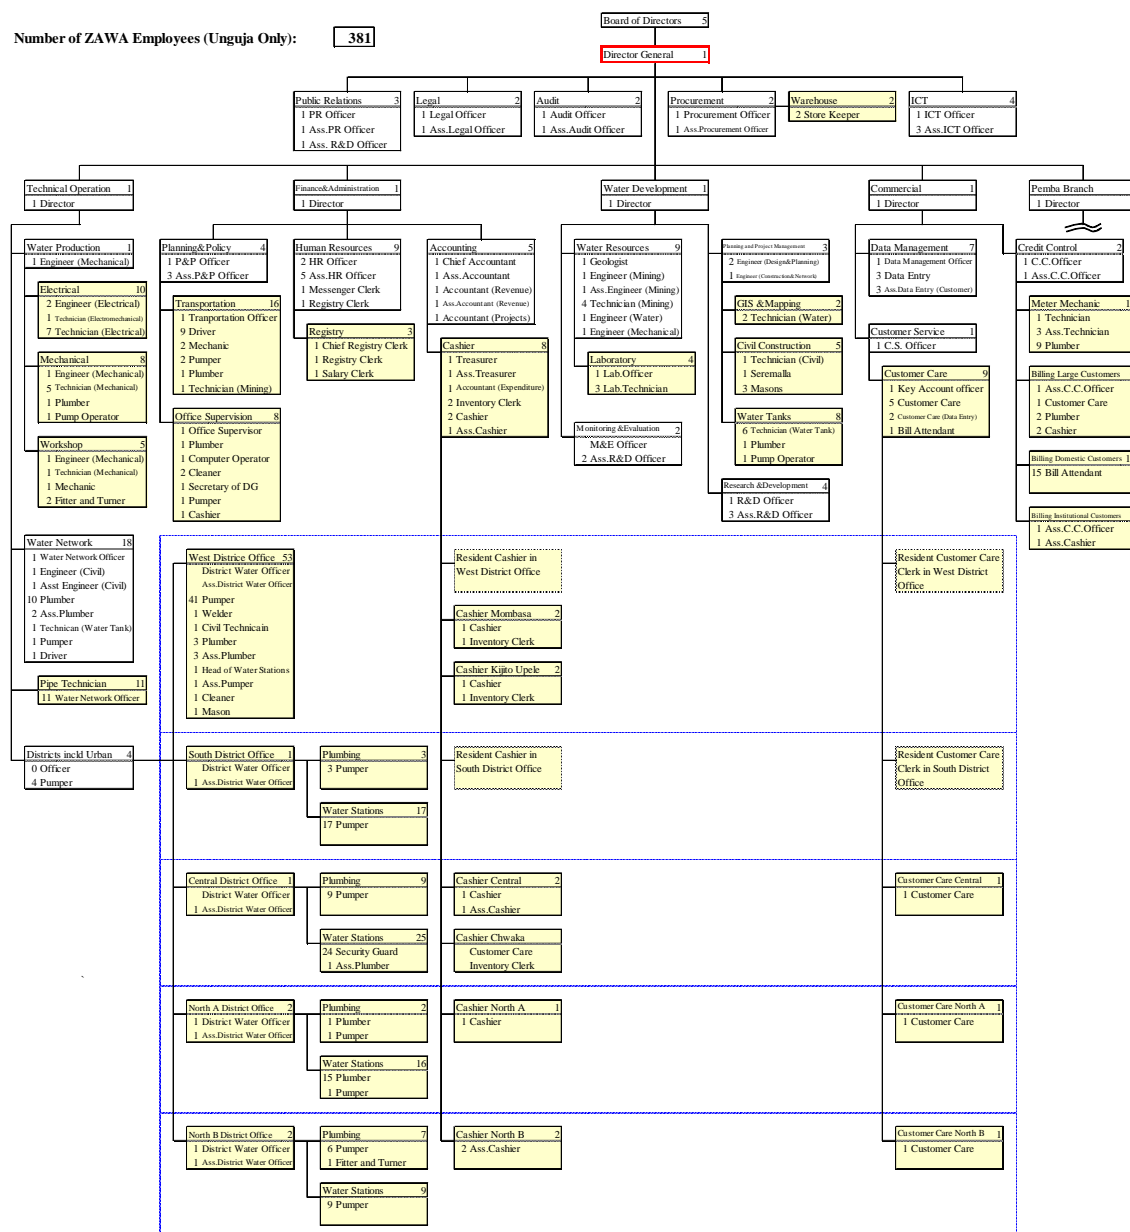 Number of ZAWA Employees (Unguja Only): 381
Board of Directors 5
Director General 1
Public Relations 3
1 PR Officer
1 Ass.PR Officer
1 Ass. R&D Officer
Legal 2
1 Legal Officer
1 Ass.Legal Officer
Audit 2
1 Audit Officer
1 Ass.Audit Officer
Procurement 2
1 Procurement Officer
1 Ass.Procurement Officer
Warehouse 2
2 Store Keeper
ICT 4
1 ICT Officer
3 Ass.ICT Officer
Technical Operation 1
1 Director
Finance&Administration 1
1 Director
Water Development 1
1 Director
Commercial 1
1 Director
Pemba Branch
1 Director
Water Production 1
1 Engineer (Mechanical)
Electrical 10
2 Engineer (Electrical)
1 Technician (Electromechanical)
7 Technician (Electrical)
Mechanical 8
1 Engineer (Mechanical)
5 Technician (Mechanical)
1 Plumber
1 Pump Operator
Workshop 5
1 Engineer (Mechanical)
1 Technician (Mechanical)
1 Mechanic
2 Fitter and Turner
Planning&Policy 4
1 P&P Officer
3 Ass.P&P Officer
Transportation 16
1 Tranportation Officer
9 Driver
2 Mechanic
2 Pumper
1 Plumber
1 Technician (Mining)
Office Supervision 8
1 Office Supervisor
1 Plumber
1 Computer Operator
2 Cleaner
1 Secretary of DG
1 Pumper
1 Cashier
Human Resources 9
2 HR Officer
5 Ass.HR Officer
1 Messenger Clerk
1 Registry Clerk
Registry 3
1 Chief Registry Clerk
1 Registry Clerk
1 Salary Clerk
Accounting 5
1 Chief Accountant
1 Ass.Accountant
1 Accountant (Revenue)
1 Ass.Accountant (Revenue)
1 Accountant (Projects)
Cashier 8
1 Treasurer
1 Ass.Treasurer
1 Accountant (Expenditure)
2 Inventory Clerk
2 Cashier
1 Ass.Cashier
Water Resources 9
1 Geologist
1 Engineer (Mining)
1 Ass.Engineer (Mining)
4 Technician (Mining)
1 Engineer (Water)
1 Engineer (Mechanical)
Laboratory 4
1 Lab.Officer
3 Lab.Technician
Monitoring &Evaluation 2
M&E Officer
2 Ass.R&D Officer
Planning and Project Management 3
2 Engineer (Design&Planning)
1 Engineer (Construction&Network)
GIS &Mapping 2
2 Technician (Water)
Civil Construction 5
1 Technician (Civil)
1 Seremalla
3 Masons
Water Tanks 8
6 Technician (Water Tank)
1 Plumber
1 Pump Operator
Research &Development 4
1 R&D Officer
3 Ass.R&D Officer
Data Management 7
1 Data Management Officer
3 Data Entry
3 Ass.Data Entry (Customer)
Customer Service 1
1 C.S. Officer
Customer Care 9
1 Key Account officer
5 Customer Care
2 Customer Care (Data Entry)
1 Bill Attendant
Credit Control 2
1 C.C.Officer
1 Ass.C.C.Officer
Meter Mechanic 1
1 Technician
3 Ass.Technician
9 Plumber
Billing Large Customers
1 Ass.C.C.Officer
1 Customer Care
2 Plumber
2 Cashier
Billing Domestic Customers 1
15 Bill Attendant
Billing Institutional Customers
1 Ass.C.C.Officer
1 Ass.Cashier
Water Network 18
1 Water Network Officer
1 Engineer (Civil)
1 Asst Engineer (Civil)
10 Plumber
2 Ass.Plumber
1 Technican (Water Tank)
1 Pumper
1 Driver
Pipe Technician 11
11 Water Network Officer
Districts incld Urban 4
0 Officer
4 Pumper
West Districe Office 53
District Water Officer
Ass.District Water Officer
41 Pumper
1 Welder
1 Civil Technicain
3 Plumber
3 Ass.Plumber
1 Head of Water Stations
1 Ass.Pumper
1 Cleaner
1 Mason
Resident Cashier in
West District Office
Cashier Mombasa 2
1 Cashier
1 Inventory Clerk
Cashier Kijito Upele 2
1 Cashier
1 Inventory Clerk
Resident Customer Care
Clerk in West District
Office
South District Office 1
District Water Officer
1 Ass.District Water Officer
Plumbing 3
3 Pumper
Water Stations 17
17 Pumper
Resident Cashier in
South District Office
Resident Customer Care
Clerk in South District
Office
Central District Office 1
District Water Officer
1 Ass.District Water Officer
Plumbing 9
9 Pumper
Water Stations 25
24 Security Guard
1 Ass.Plumber
Cashier Central 2
1 Cashier
1 Ass.Cashier
Cashier Chwaka
Customer Care
Inventory Clerk
Customer Care Central 1
1 Customer Care
North A District Office 2
1 District Water Officer
1 Ass.District Water Officer
Plumbing 2
1 Plumber
1 Pumper
Water Stations 16
15 Plumber
1 Pumper
Cashier North A 1
1 Cashier
Customer Care North A 1
1 Customer Care
North B District Office 2
1 District Water Officer
1 Ass.District Water Officer
Plumbing 7
6 Pumper
1 Fitter and Turner
Water Stations 9
9 Pumper
Cashier North B 2
2 Ass.Cashier
Customer Care North B 1
1 Customer Care